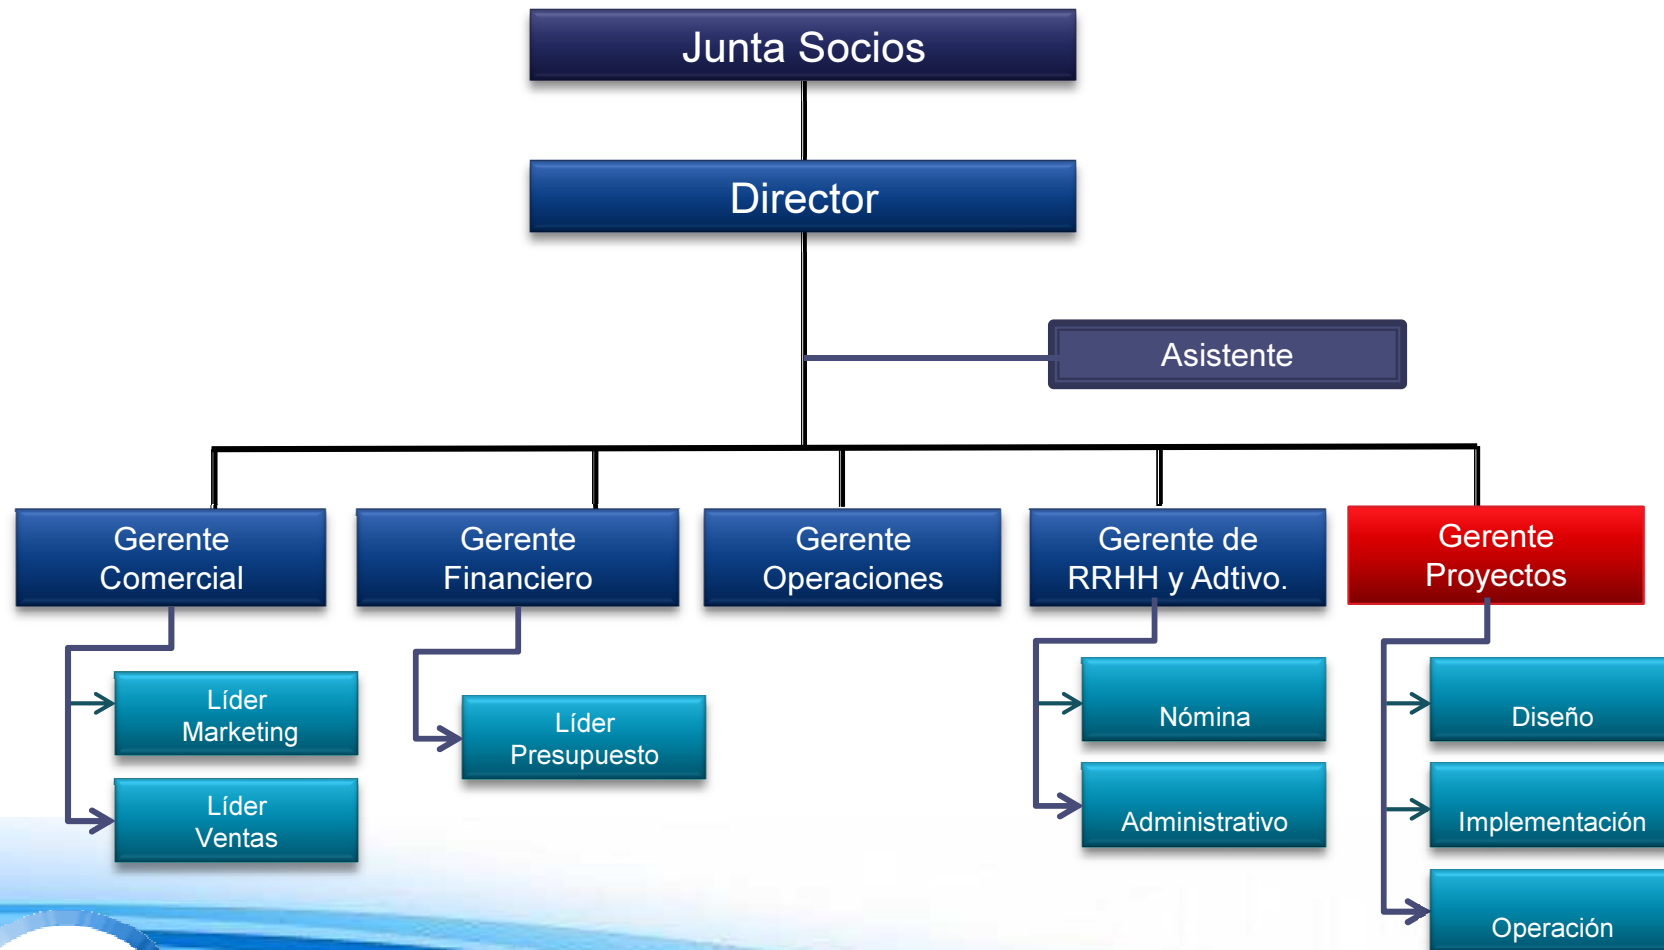 Junta Socios
Director
Asistente
Gerente
Comercial
Gerente
Financiero
Gerente
Operaciones
Gerente de
RRHH y Adtivo.
Gerente
Proyectos
Líder
Marketing
Líder
Ventas
Líder
Presupuesto
Nómina
Administrativo
Diseño
Implementación
Operación